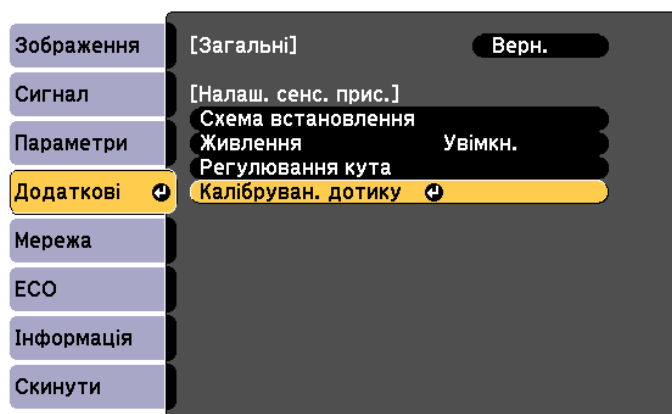 Зображення
Сигнал
Параметри
Додаткові
Мережа
ECO
Інформація
Скинути
[Загальні] Верн.
[Налаш. сенс. прис.]
Схема встановлення
Живлення Увімкн.
Регулювання кута
Калібруван. дотику